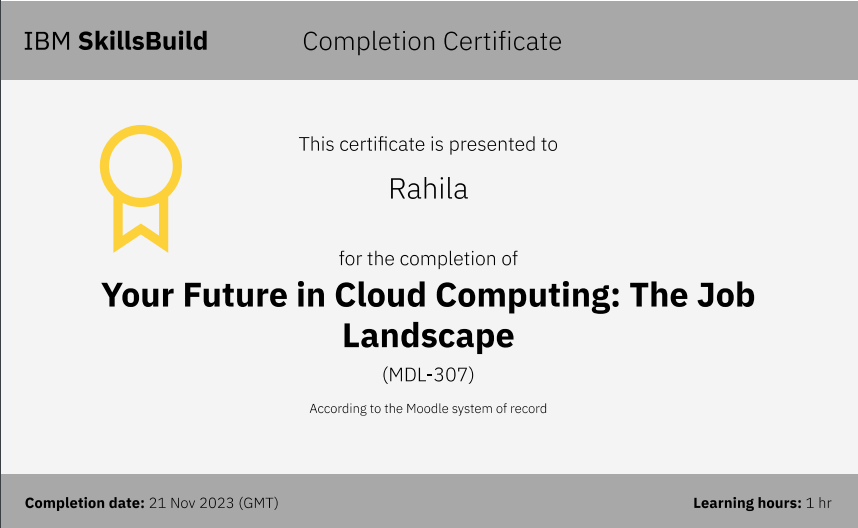 IBM SkillsBuild
Completion Certificate
This certificate is presented to
Rahila
for the completion of
Your Future in Cloud Computing: The Job
Landscape
(MDL-307)
According to the Moodle system of record
Completion date: 21 Nov 2023 (GMT)
Learning hours: 1 hr